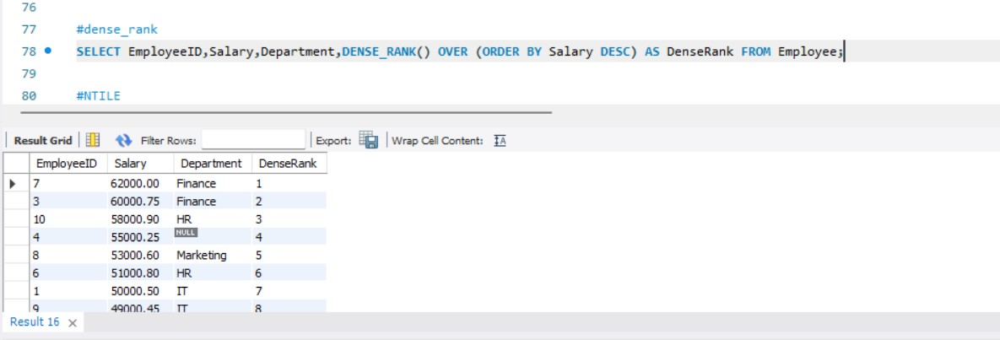 76
77 #dense_rank
78 SELECT EmployeeID,Salary,Department,DENSE_RANK() OVER (ORDER BY Salary DESC) AS DenseRank FROM Employee;
79
80 #NTILE
Result Grid Filter Rows: Export: Wrap Cell Content: IA
EmployeeID Salary Department DenseRank
7 62000.00 Finance 1
3 60000.75 Finance 2
10 58000.90 HR 3
4 55000.25 NULL 4
8 53000.60 Marketing 5
6 51000.80 HR 6
1 50000.50 IT 7
9 49000.45 IT 8
Result 16